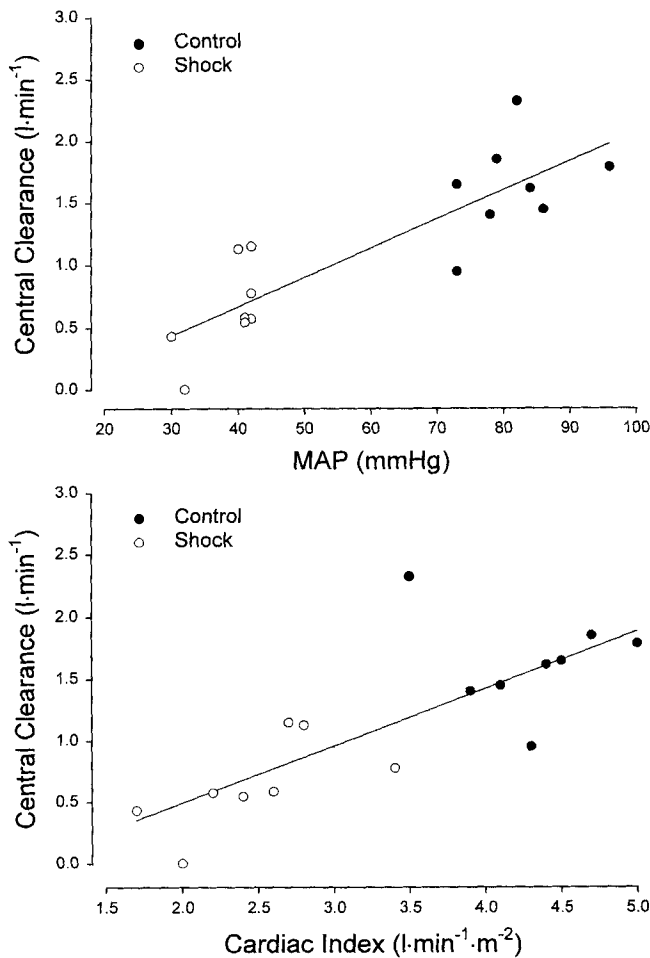 3.0
Control
Shock
2.5
2.0
1.5
1.0
0.5
0.0
Central Clearance (l·min⁻¹)
20 30 40 50 60 70 80 90 100
MAP (mmHg)
3.0
Control
Shock
2.5
2.0
1.5
1.0
0.5
0.0
Central Clearance (l·min⁻¹)
1.5 2.0 2.5 3.0 3.5 4.0 4.5 5.0
Cardiac Index (l·min⁻¹·m⁻²)